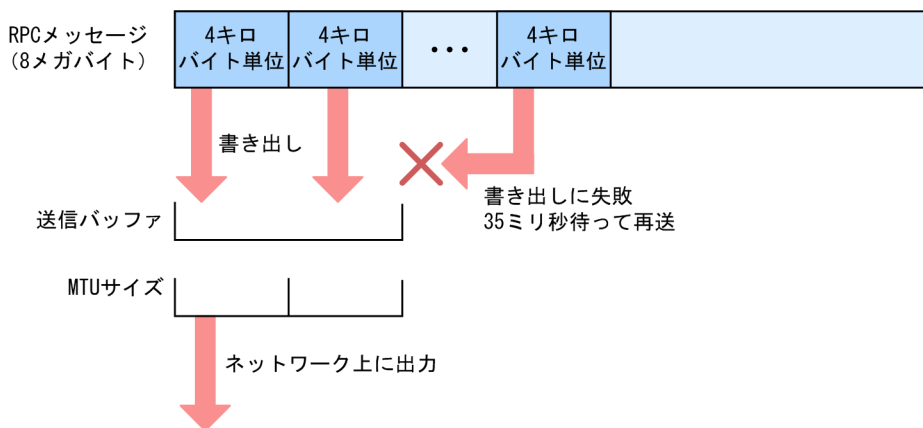 RPCメッセージ
(8メガバイト)
4キロ
バイト単位
4キロ
バイト単位
・・・
4キロ
バイト単位
書き出し
書き出しに失敗
35ミリ秒待って再送
送信バッファ
MTUサイズ
ネットワーク上に出力